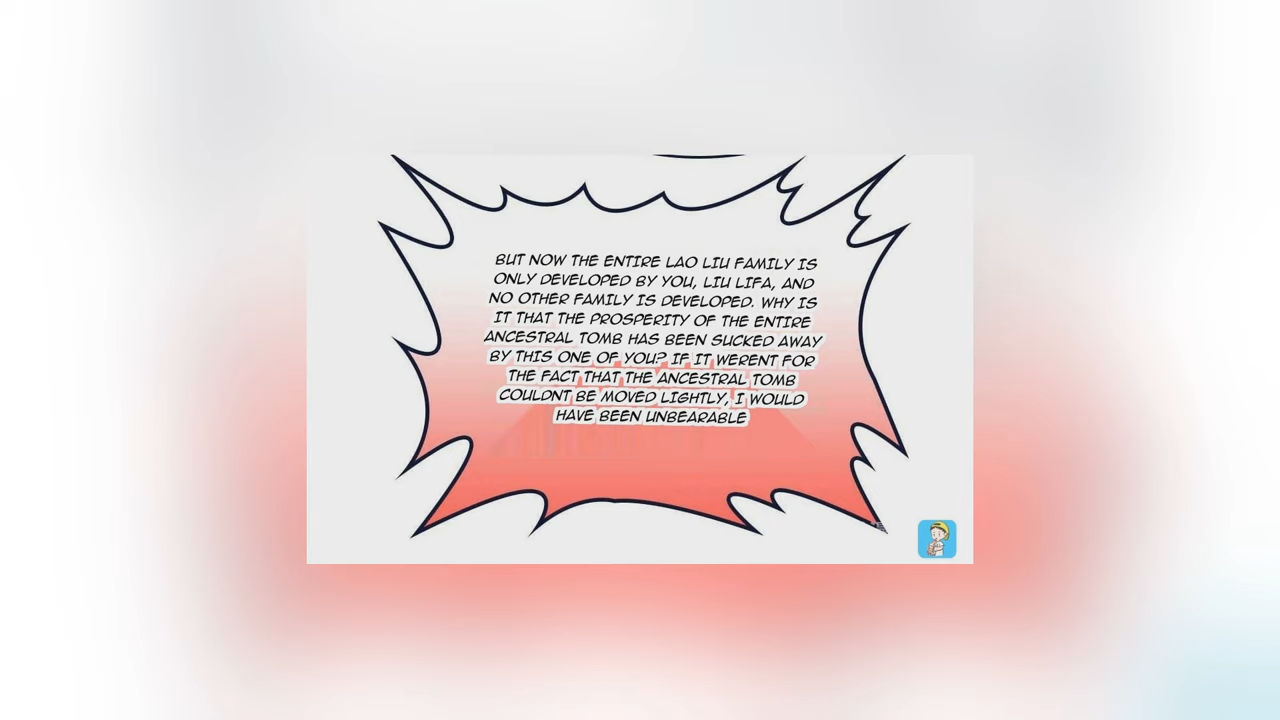 BUT NOW THE ENTIRE LAO LIU FAMILY IS
ONLY DEVELOPED BY YOU, LIU LIFA, AND
NO OTHER FAMILY IS DEVELOPED. WHY IS
IT THAT THE PROSPERITY OF THE ENTIRE
ANCESTRAL TOMB HAS BEEN SUCKED AWAY
BY THIS ONE OF YOU? IF IT WERENT FOR
THE FACT THAT THE ANCESTRAL TOMB
COULDNT BE MOVED LIGHTLY, I WOULD
HAVE BEEN UNBEARABLE